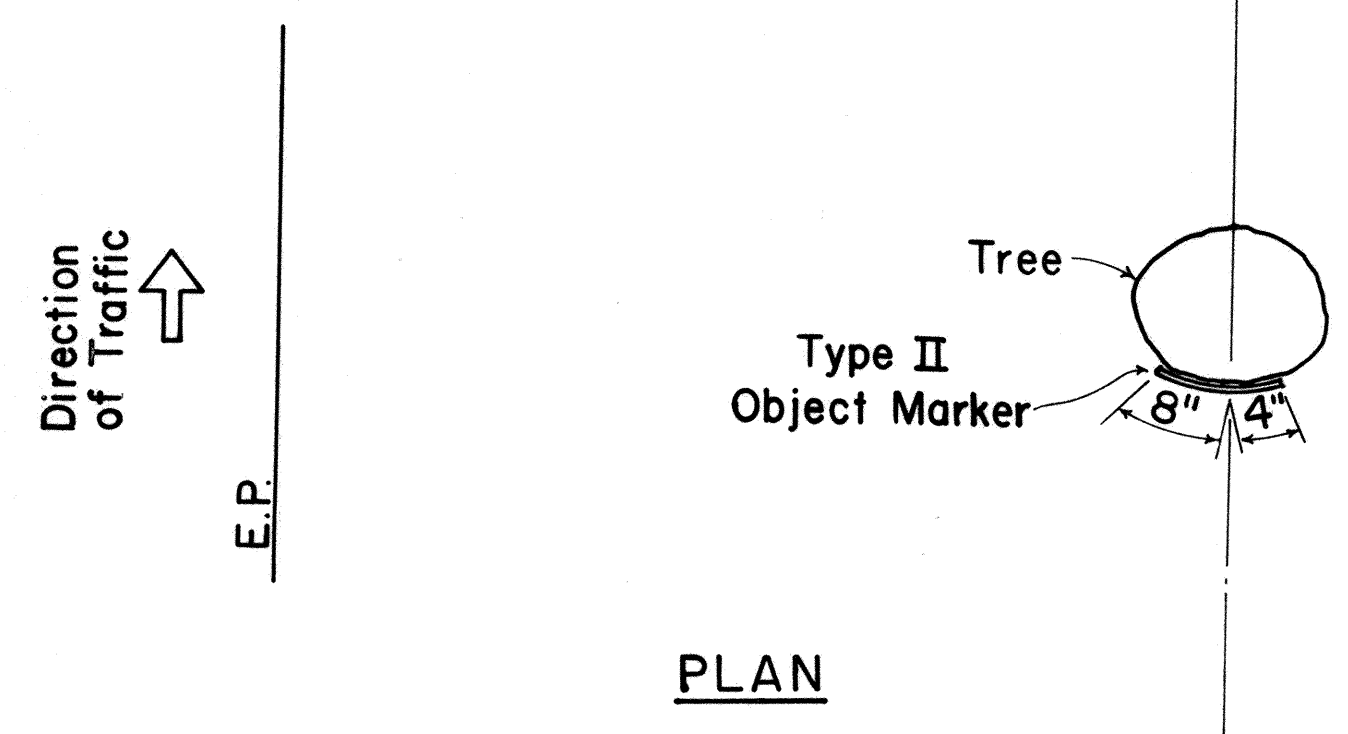 Direction
of Traffic
E.P.
Tree
Type II
Object Marker
8"
4"
PLAN